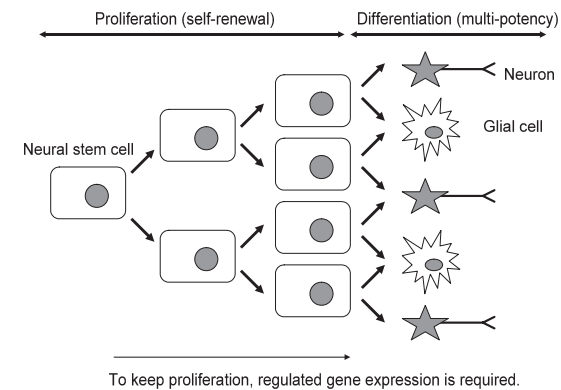 Proliferation (self-renewal)
Differentiation (multi-potency)
Neuron
Glial cell
Neural stem cell
To keep proliferation, regulated gene expression is required.